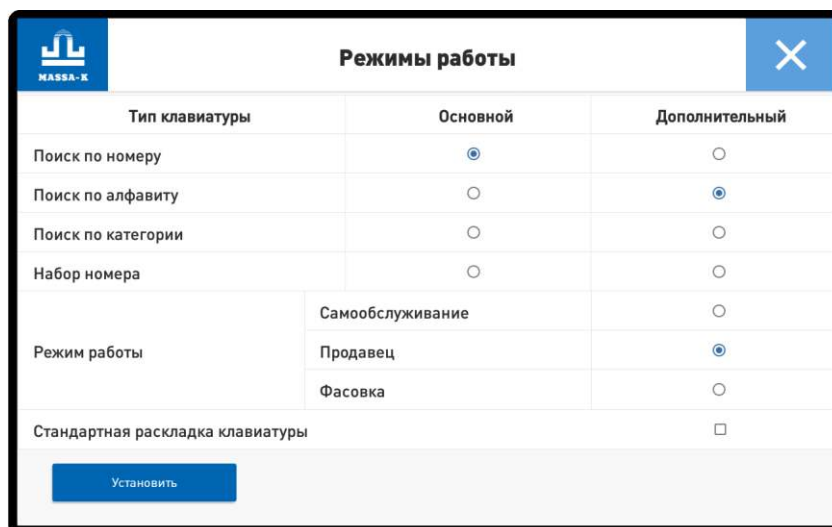 MASSA-K
Режимы работы
Тип клавиатуры Основной Дополнительный
Поиск по номеру
Поиск по алфавиту
Поиск по категории
Набор номера
Самообслуживание
Режим работы Продавец
Фасовка
Стандартная раскладка клавиатуры
Установить